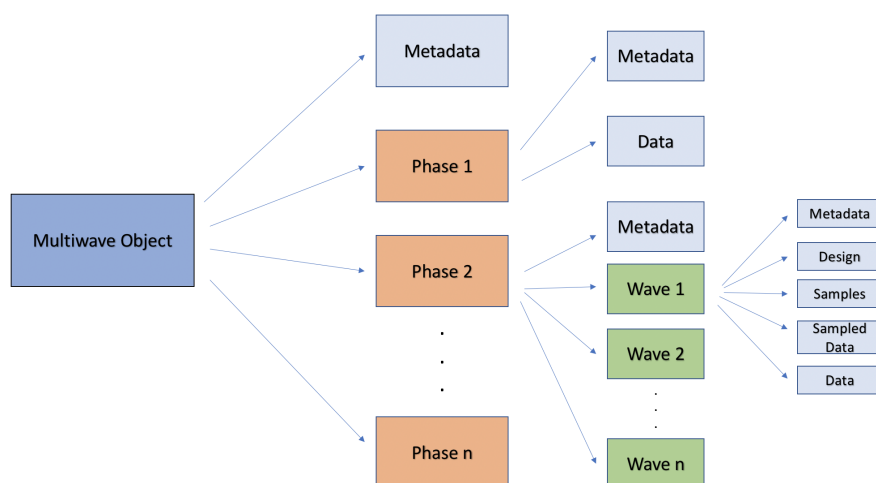 Multiwave Object
Metadata
Phase 1
Phase 2
.
.
.
Phase n
Metadata
Data
Metadata
Wave 1
Wave 2
.
.
.
Wave n
Metadata
Design
Samples
Sampled
Data
Data